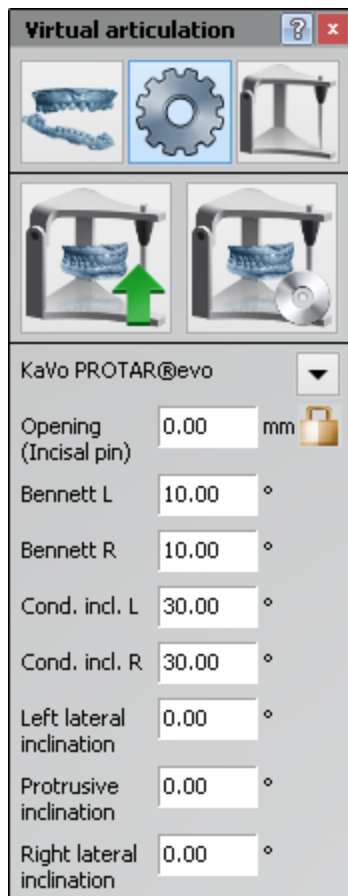 Virtual articulation ? x
KaVo PROTAR®evo
Opening 0.00 mm
(Incisal pin)
Bennett L 10.00 °
Bennett R 10.00 °
Cond. incl. L 30.00 °
Cond. incl. R 30.00 °
Left lateral 0.00 °
inclination
Protrusive 0.00 °
inclination
Right lateral 0.00 °
inclination